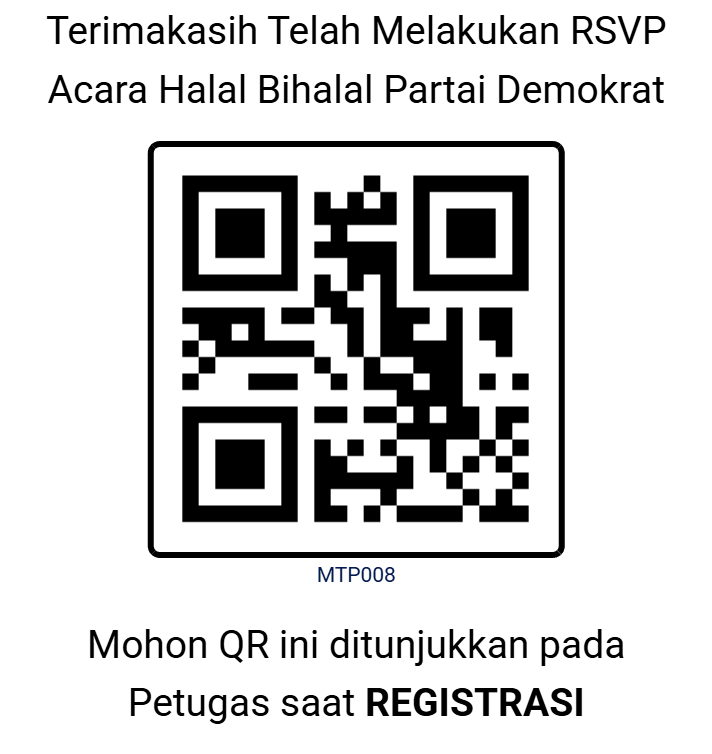 Terimakasih Telah Melakukan RSVP
Acara Halal Bihalal Partai Demokrat
MTP008
Mohon QR ini ditunjukkan pada
Petugas saat REGISTRASI